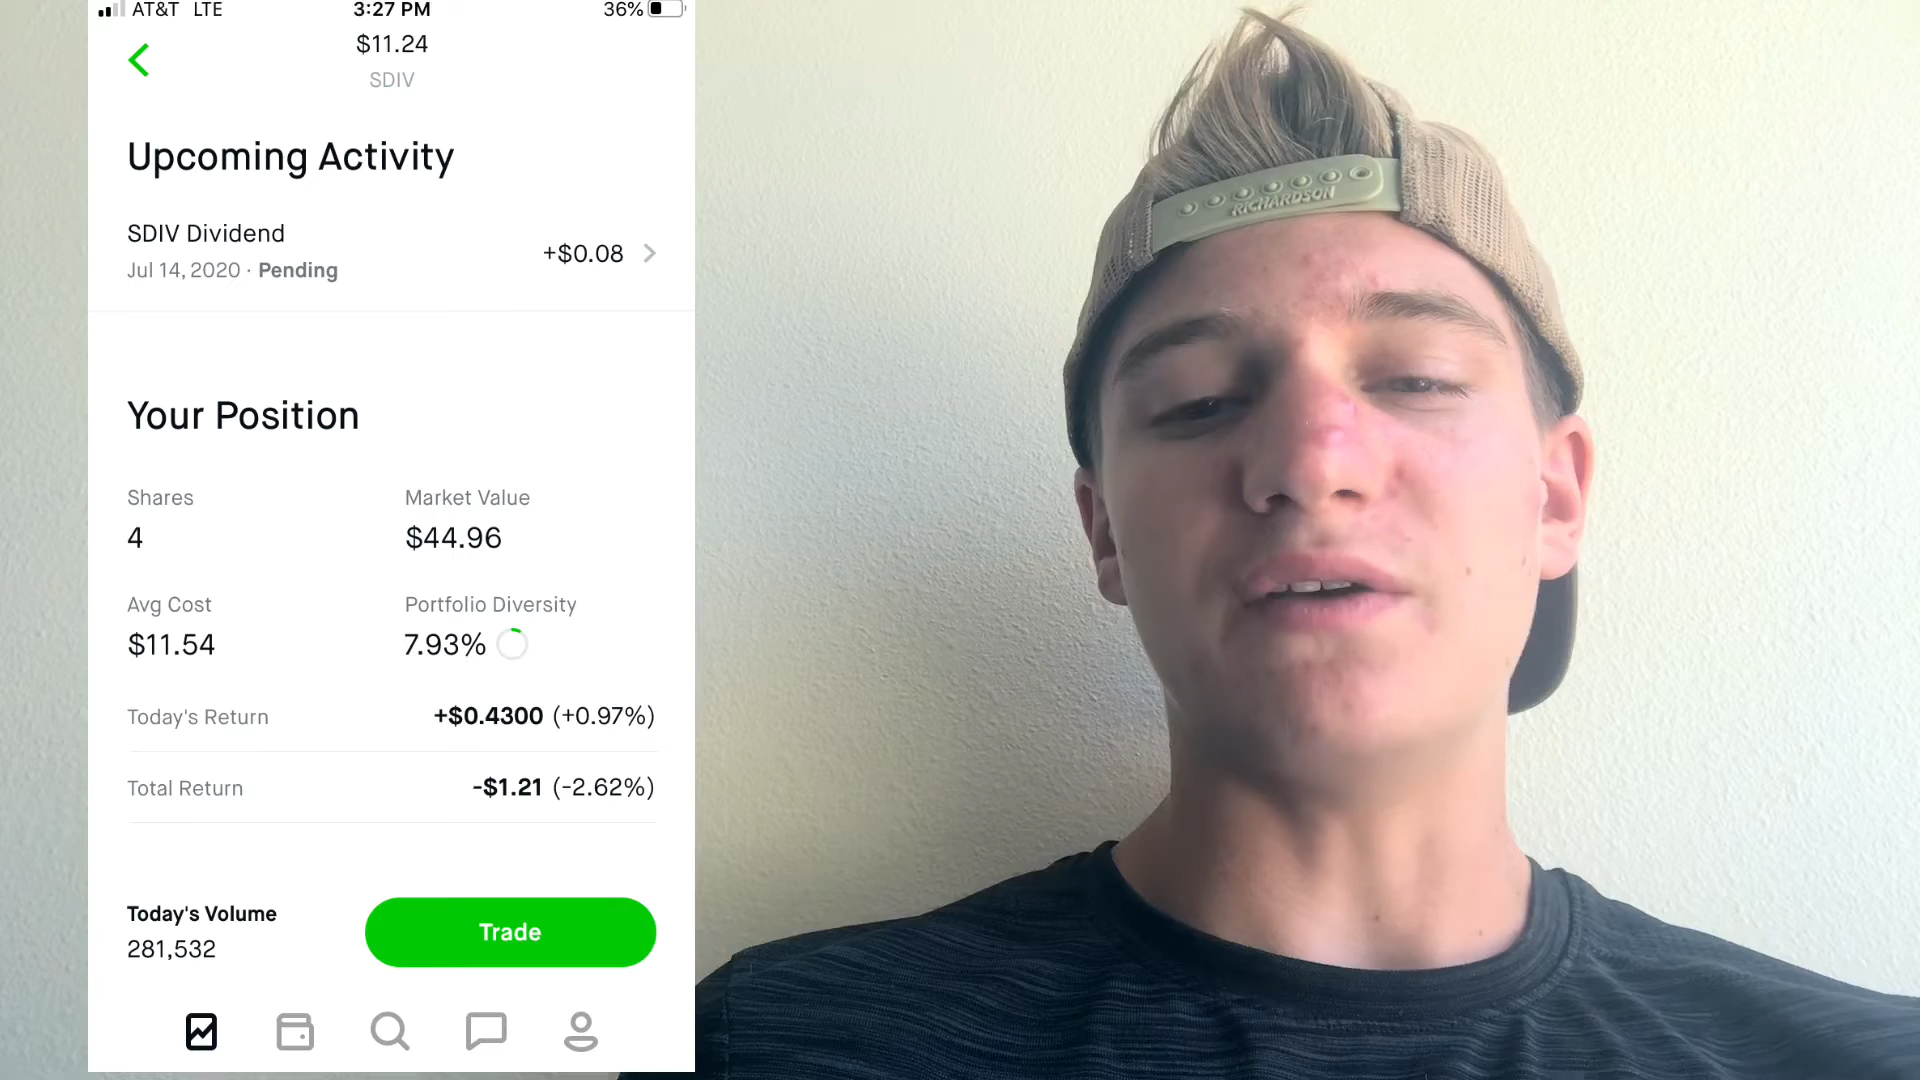 AT&T LTE 3:27 PM 36%
$11.24
SDIV
Upcoming Activity
SDIV Dividend
+$0.08
Jul 14, 2020 · Pending
Your Position
Shares
Market Value
4
$44.96
Avg Cost
Portfolio Diversity
$11.54
7.93%
Today's Return +$0.4300 (+0.97%)
Total Return -$1.21 (-2.62%)
Today's Volume
281,532
Trade
RICHARDSON